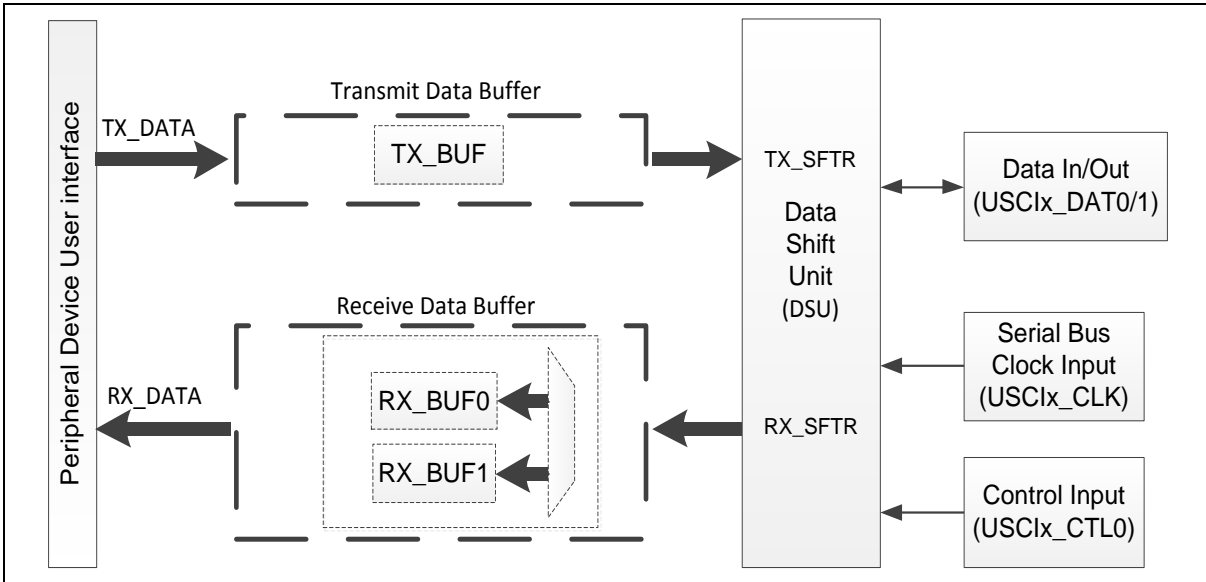 Peripheral Device User interface
TX_DATA
Transmit Data Buffer
TX_BUF
RX_DATA
Receive Data Buffer
RX_BUF0
RX_BUF1
TX_SFTR
Data
Shift
Unit
(DSU)
RX_SFTR
Data In/Out
(USCIx_DAT0/1)
Serial Bus
Clock Input
(USCIx_CLK)
Control Input
(USCIx_CTL0)